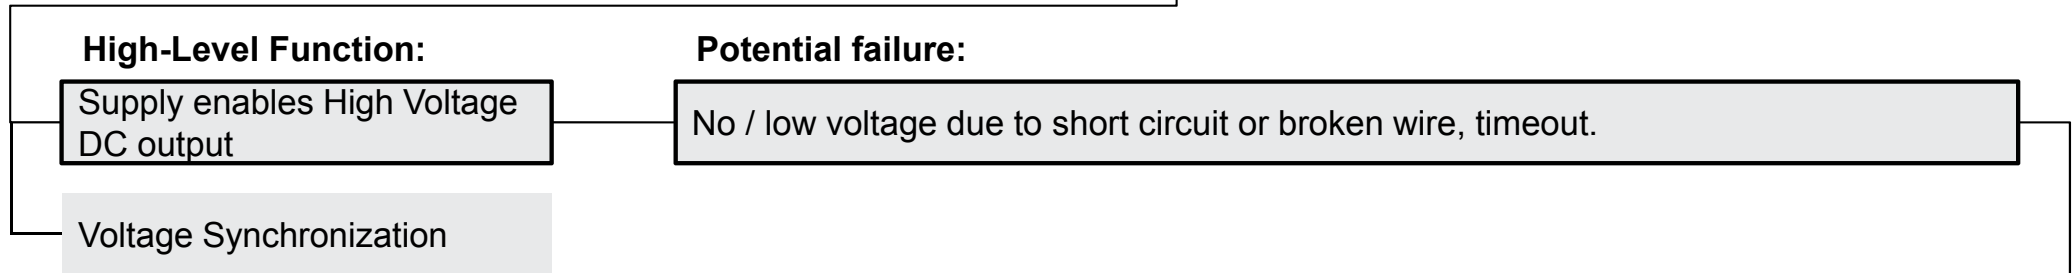 High-Level Function:
Potential failure:
Supply enables High Voltage
DC output
No / low voltage due to short circuit or broken wire, timeout.
Voltage Synchronization